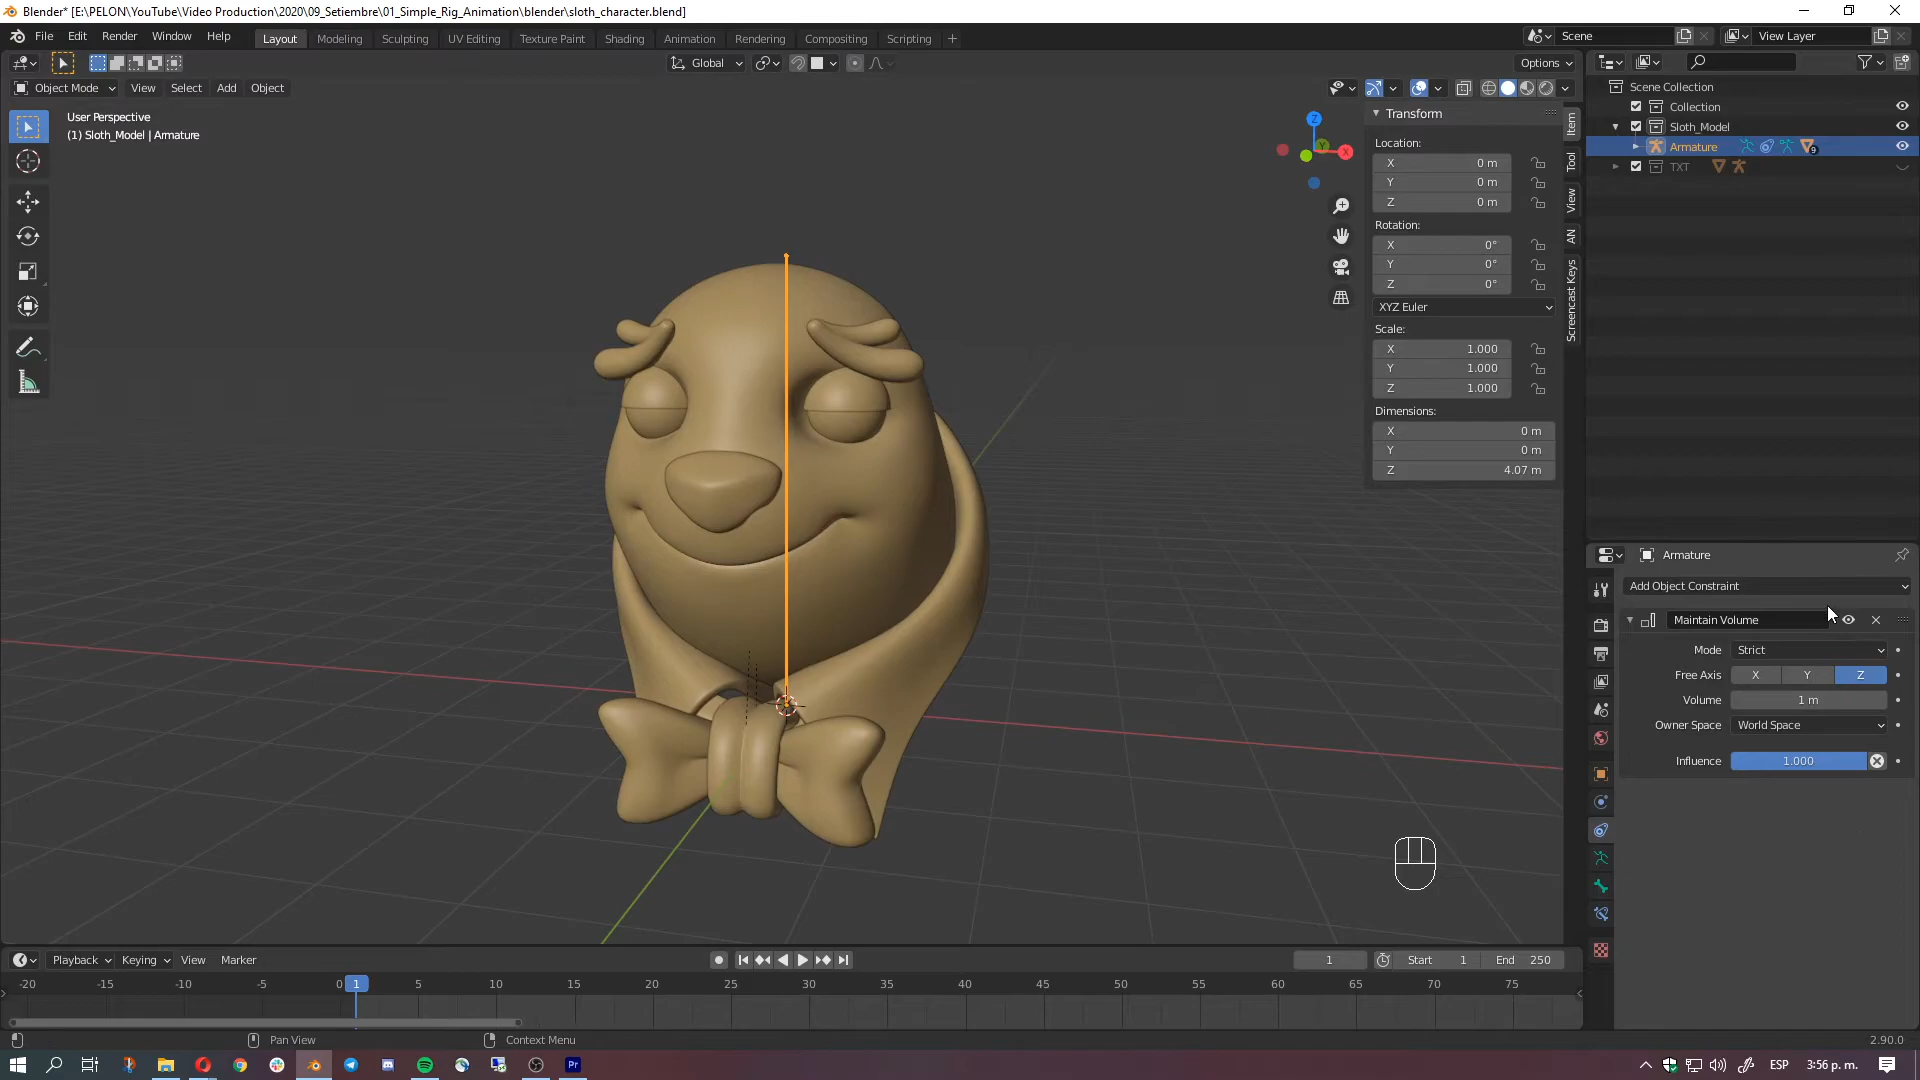 Blender* [E:\PELON\YouTube\Video Production\2020\09_Setiembre\01_Simple_Rig_Animation\blender\sloth_character.blend]
File Edit Render Window Help
Layout Modeling Sculpting UV Editing Texture Paint Shading Animation Rendering Compositing Scripting
Scene
View Layer
Global
Options
Object Mode View Select Add Object
User Perspective
(1) Sloth_Model | Armature
Transform
Location:
X 0 m
Y 0 m
Z 0 m
Rotation:
X 0°
Y 0°
Z 0°
XYZ Euler
Scale:
X 1.000
Y 1.000
Z 1.000
Dimensions:
X 0 m
Y 0 m
Z 4.07 m
Item
Tool
View
AN
Screencast Keys
Z
Y
X
Scene Collection
Collection
Sloth_Model
Armature 9
TXT
Armature
Add Object Constraint
Maintain Volume
Mode Strict
Free Axis X Y Z
Volume 1 m
Owner Space World Space
Influence 1.000
Playback Keying View Marker
1 Start 1 End 250
-20 -15 -10 -5 0 1 5 10 15 20 25 30 35 40 45 50 55 60 65 70 75
Pan View Context Menu
2.90.0
Pr
ESP 3:56 p. m.